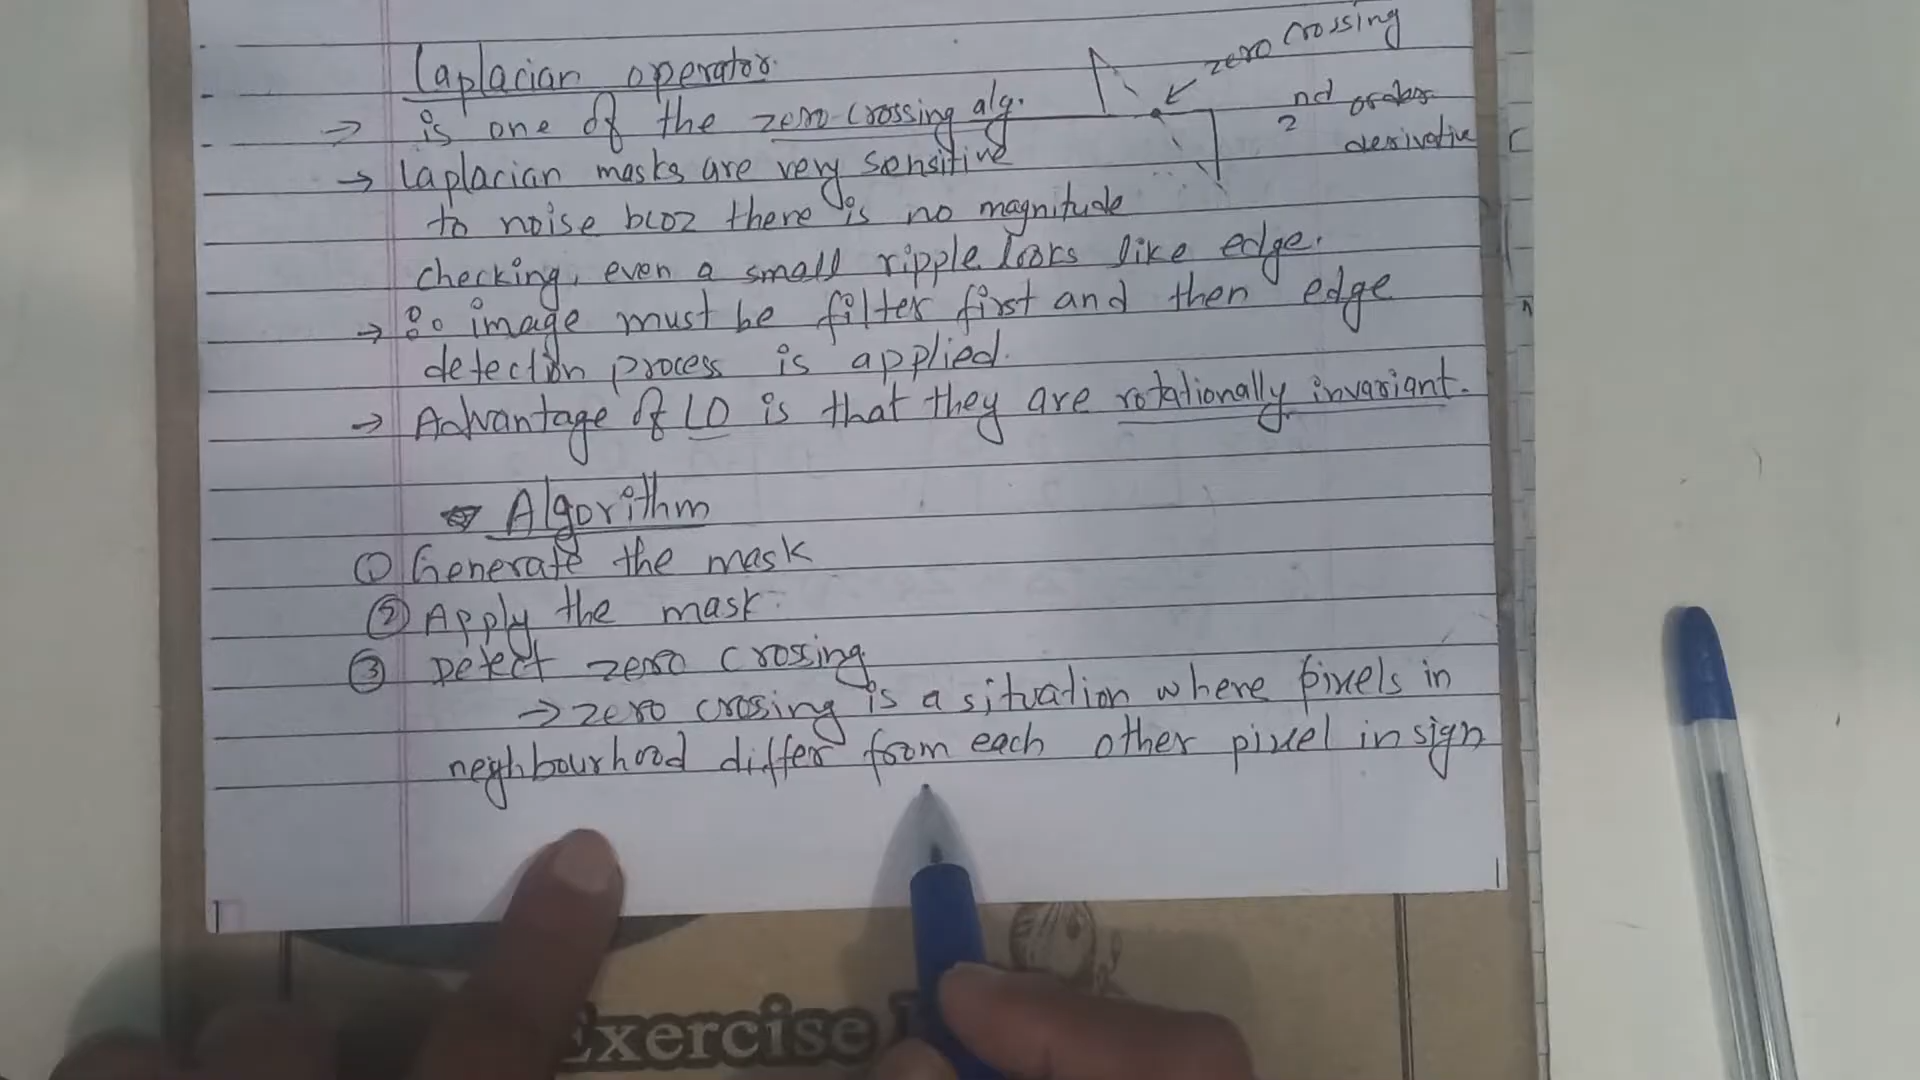 Laplacian operator.
zero crossing
→ is one of the zero-crossing alg.
2nd order
derivative
→ Laplacian masks are very sensitive
to noise bcoz there is no magnitude
checking, even a small ripple looks like edge.
→ ∴ image must be filter first and then edge
detection process is applied.
→ Advantage of LO is that they are rotationally invariant.
Algorithm
① Generate the mask
② Apply the mask
③ Detect zero crossing
→ zero crosing is a situation where pixels in
neighbourhood differ from each other pixel in sign
Exercise